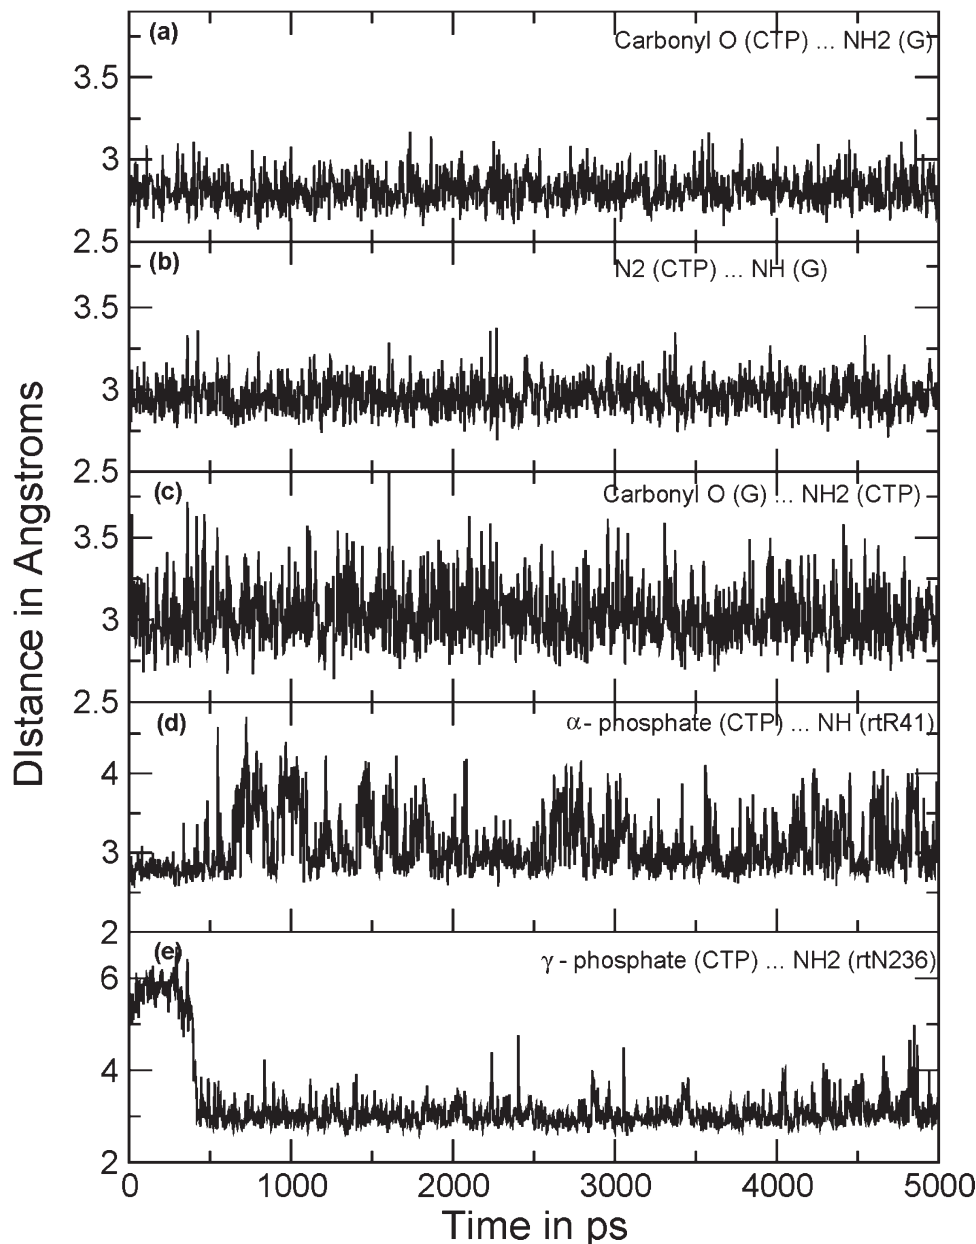 (a)
Carbonyl O (CTP) ... NH2 (G)
3.5
3
2.5
(b)
N2 (CTP) ... NH (G)
3.5
3
2.5
(c)
Carbonyl O (G) ... NH2 (CTP)
3.5
3
2.5
(d)
α- phosphate (CTP) ... NH (rtR41)
4
3
2
(e)
γ - phosphate (CTP) ... NH2 (rtN236)
6
4
2
0 1000 2000 3000 4000 5000
Time in ps
DIstance in Angstroms